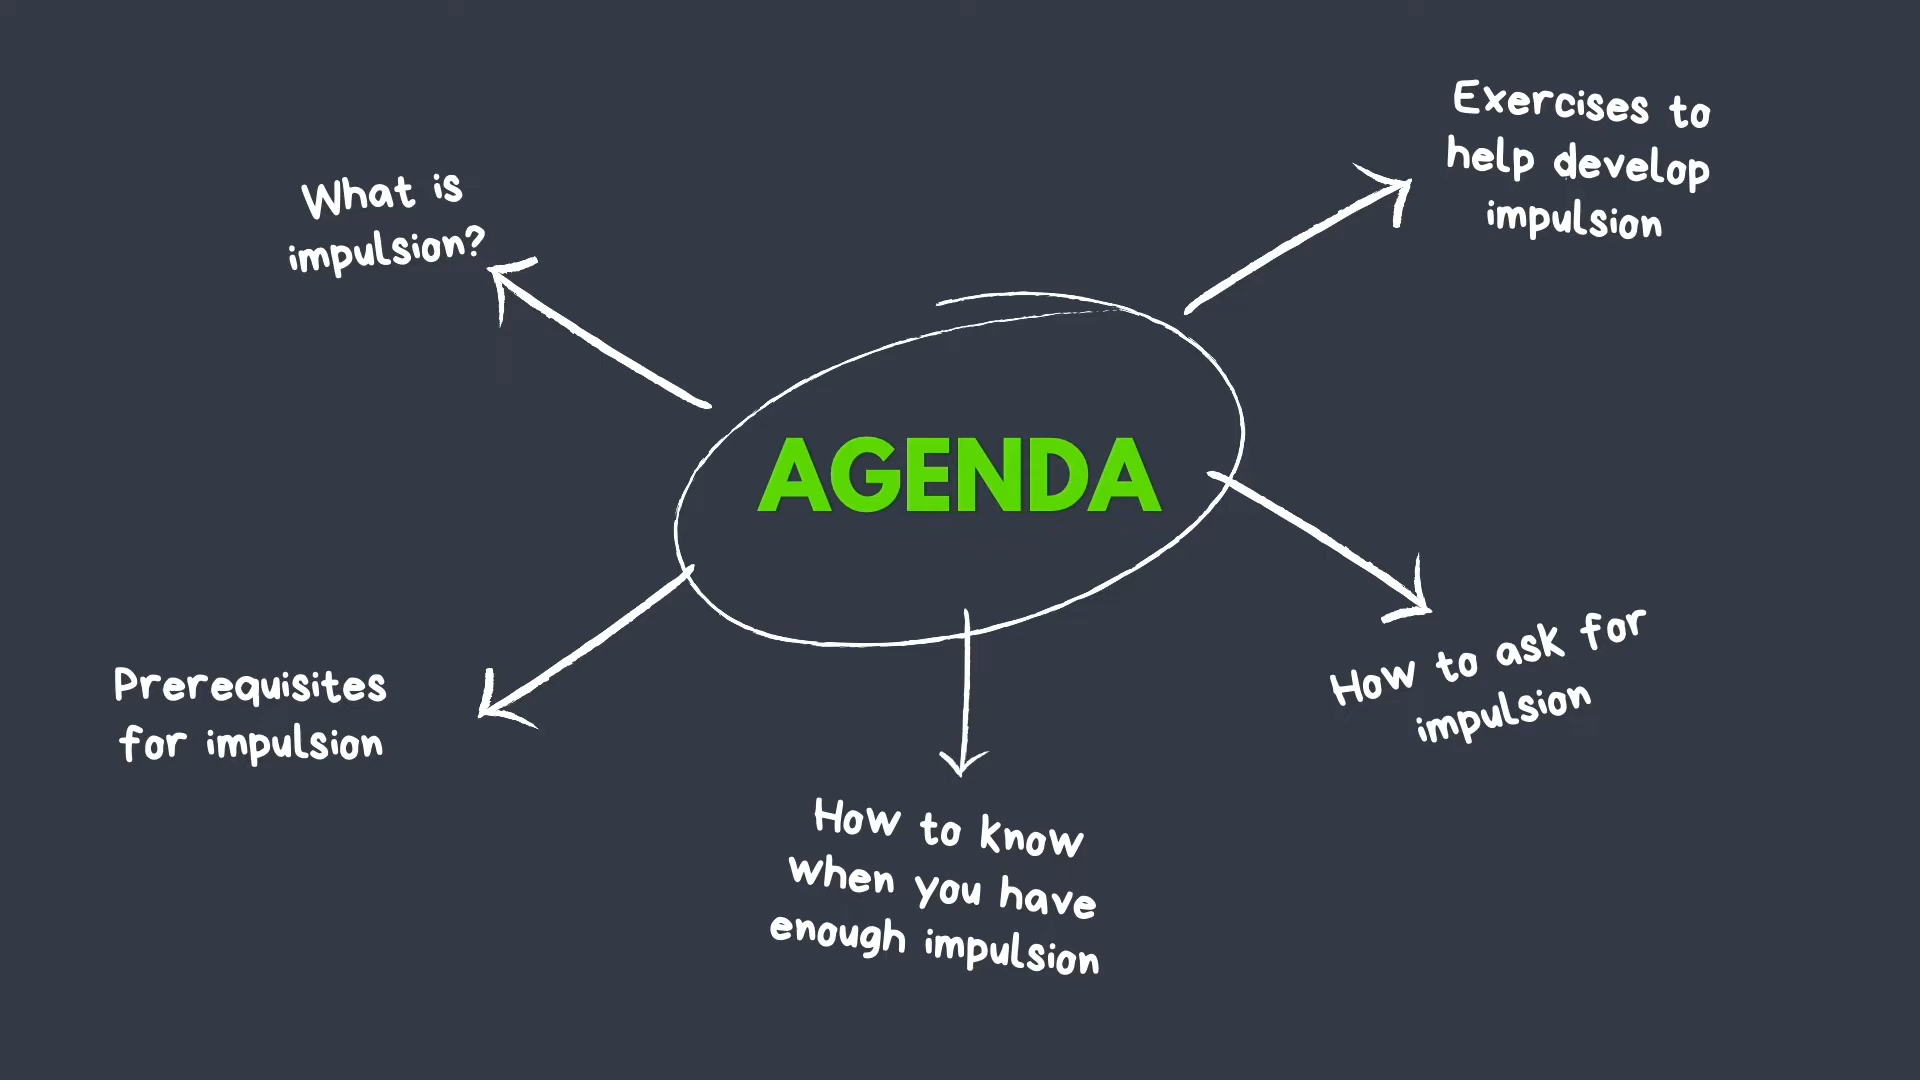 What is
impulsion?
Exercises to
help develop
impulsion
AGENDA
Prerequisites
for impulsion
How to know
when you have
enough impulsion
How to ask for
impulsion